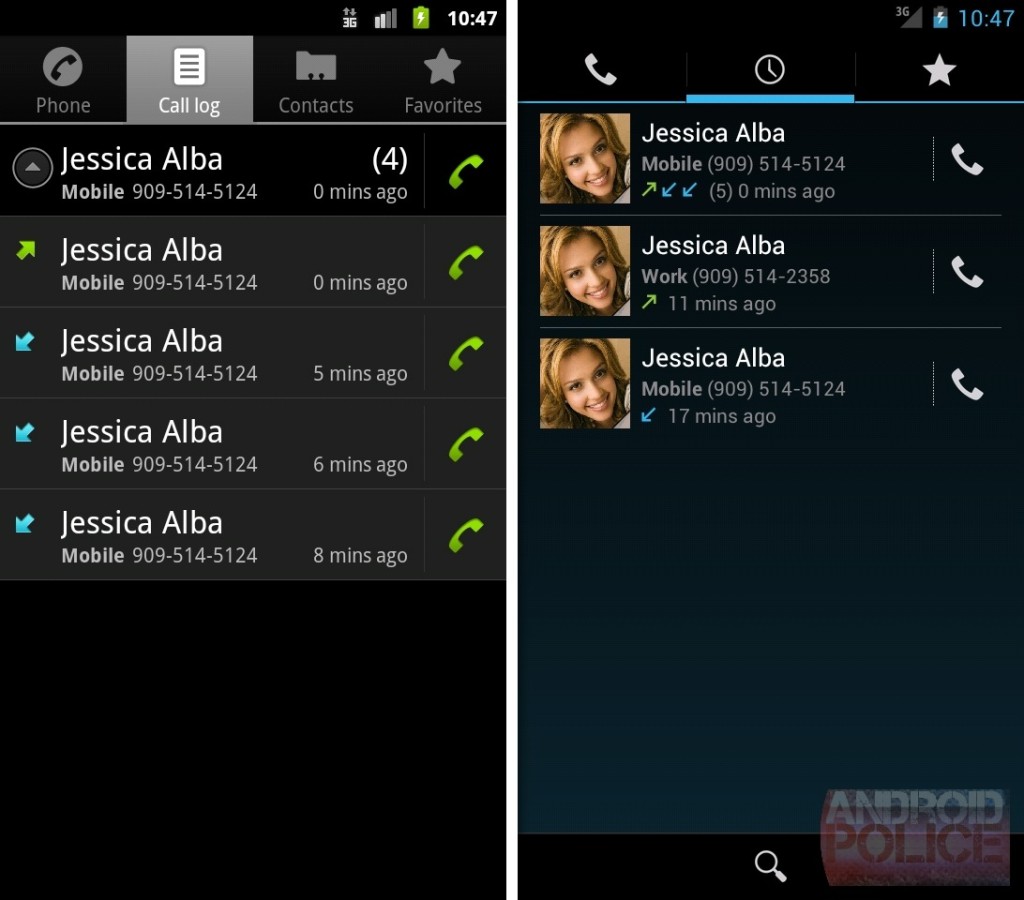 3G 10:47
Phone Call log Contacts Favorites
Jessica Alba (4)
Mobile 909-514-5124 0 mins ago
Jessica Alba
Mobile 909-514-5124 0 mins ago
Jessica Alba
Mobile 909-514-5124 5 mins ago
Jessica Alba
Mobile 909-514-5124 6 mins ago
Jessica Alba
Mobile 909-514-5124 8 mins ago
3G 10:47
Jessica Alba
Mobile (909) 514-5124
(5) 0 mins ago
Jessica Alba
Work (909) 514-2358
11 mins ago
Jessica Alba
Mobile (909) 514-5124
17 mins ago
ANDROID
POLICE